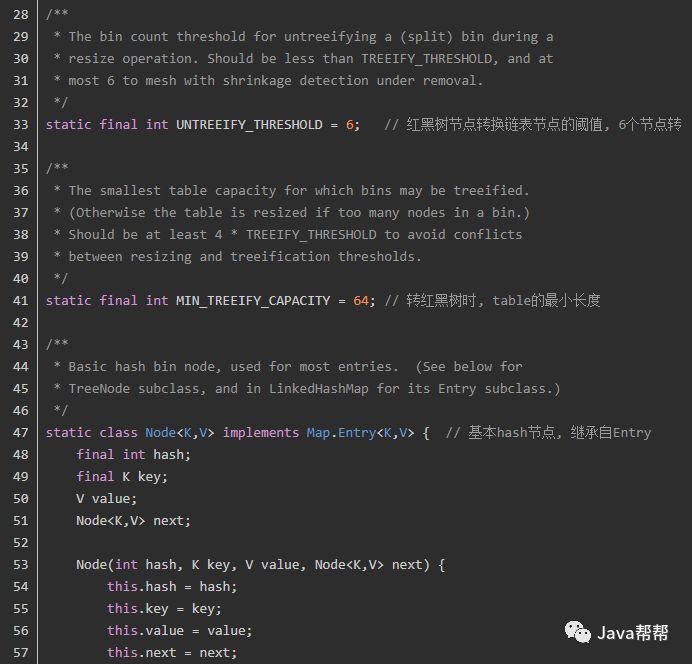 28 /**
29  * The bin count threshold for untreeifying a (split) bin during a
30  * resize operation. Should be less than TREEIFY_THRESHOLD, and at
31  * most 6 to mesh with shrinkage detection under removal.
32  */
33 static final int UNTREEIFY_THRESHOLD = 6;   // 红黑树节点转换链表节点的阈值, 6个节点转
34
35 /**
36  * The smallest table capacity for which bins may be treeified.
37  * (Otherwise the table is resized if too many nodes in a bin.)
38  * Should be at least 4 * TREEIFY_THRESHOLD to avoid conflicts
39  * between resizing and treeification thresholds.
40  */
41 static final int MIN_TREEIFY_CAPACITY = 64; // 转红黑树时, table的最小长度
42
43 /**
44  * Basic hash bin node, used for most entries.  (See below for
45  * TreeNode subclass, and in LinkedHashMap for its Entry subclass.)
46  */
47 static class Node<K,V> implements Map.Entry<K,V> {  // 基本hash节点, 继承自Entry
48     final int hash;
49     final K key;
50     V value;
51     Node<K,V> next;
52
53     Node(int hash, K key, V value, Node<K,V> next) {
54         this.hash = hash;
55         this.key = key;
56         this.value = value;
57         this.next = next;
Java帮帮